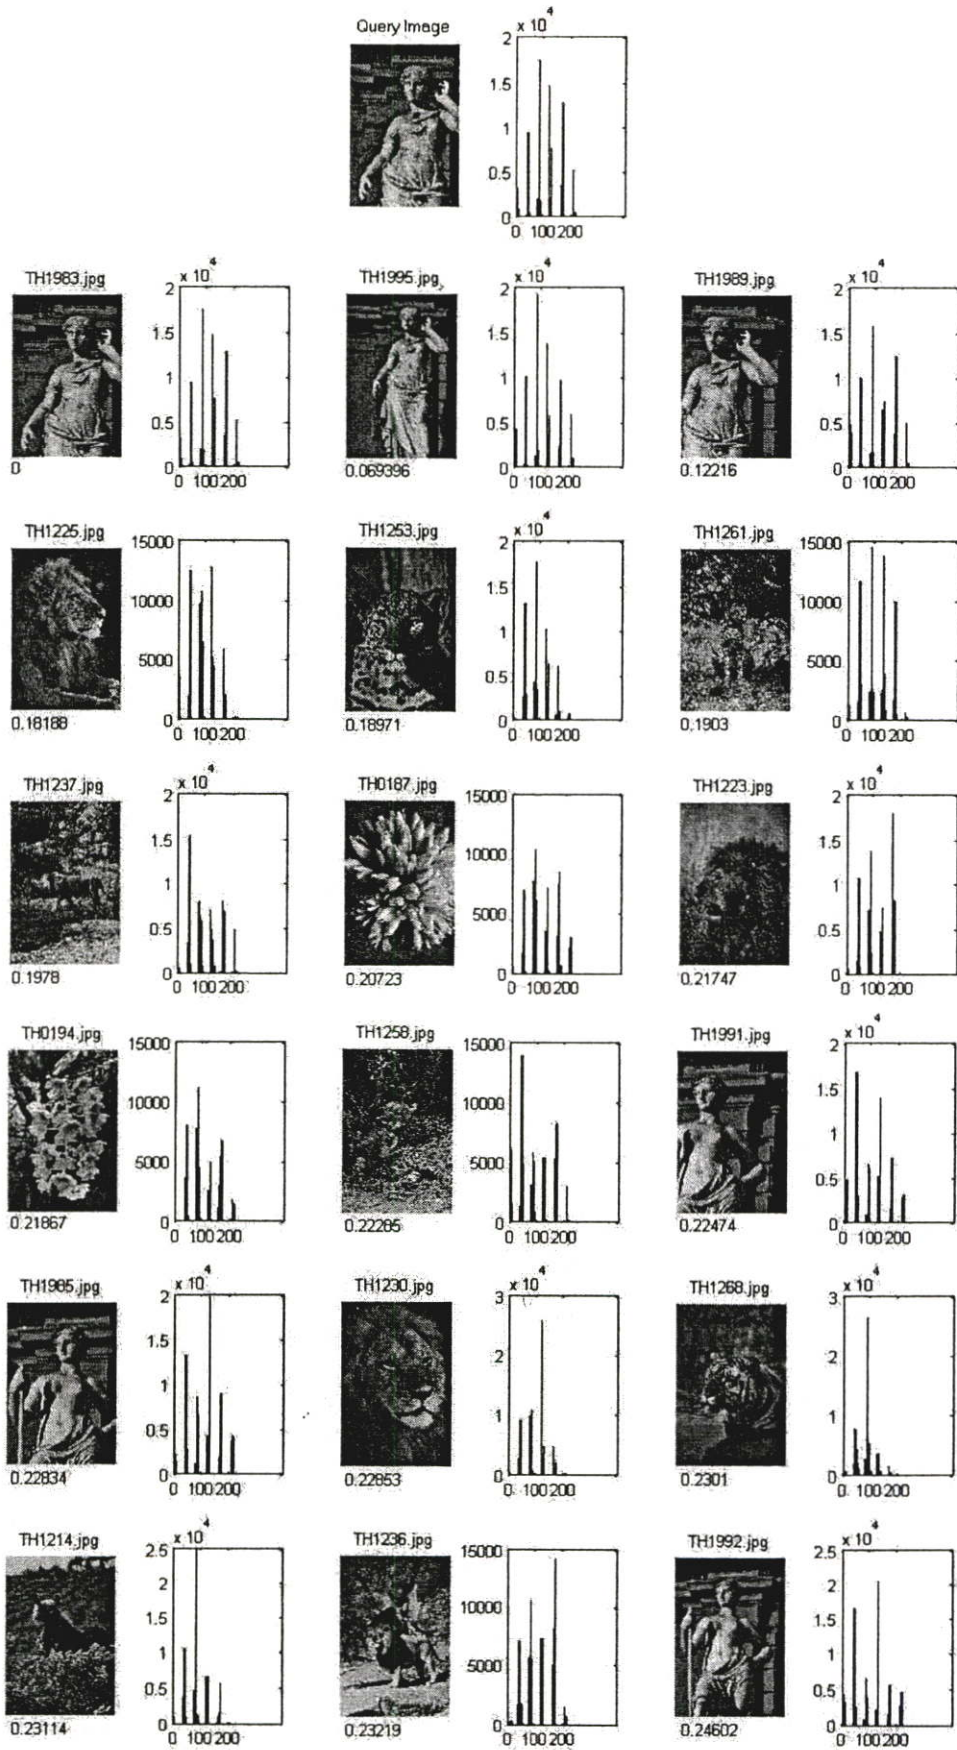 Query Image
x 10 4
2
1.5
1
0.5
0
0 100 200
TH1983.jpg
x 10 4
2
1.5
1
0.5
0
0 100 200
0
TH1995.jpg
x 10 4
2
1.5
1
0.5
0
0 100 200
0.069396
TH1989.jpg
x 10 4
2
1.5
1
0.5
0
0 100 200
0.12216
TH1225.jpg
15000
10000
5000
0
0 100 200
0.18188
TH1253.jpg
x 10 4
2
1.5
1
0.5
0
0 100 200
0.18971
TH1261.jpg
15000
10000
5000
0
0 100 200
0.1903
TH1237.jpg
x 10 4
2
1.5
1
0.5
0
0 100 200
0.1978
TH0187.jpg
15000
10000
5000
0
0 100 200
0.20723
TH1223.jpg
x 10 4
2
1.5
1
0.5
0
0 100 200
0.21747
TH0194.jpg
15000
10000
5000
0
0 100 200
0.21867
TH1258.jpg
15000
10000
5000
0
0 100 200
0.22285
TH1991.jpg
x 10 4
2
1.5
1
0.5
0
0 100 200
0.22474
TH1985.jpg
x 10 4
2
1.5
1
0.5
0
0 100 200
0.22834
TH1230.jpg
x 10 4
3
2
1
0
0 100 200
0.22853
TH1268.jpg
x 10 4
3
2
1
0
0 100 200
0.2301
TH1214.jpg
x 10 4
2.5
2
1.5
1
0.5
0
0 100 200
0.23114
TH1236.jpg
15000
10000
5000
0
0 100 200
0.23219
TH1992.jpg
x 10 4
2.5
2
1.5
1
0.5
0
0 100 200
0.24602